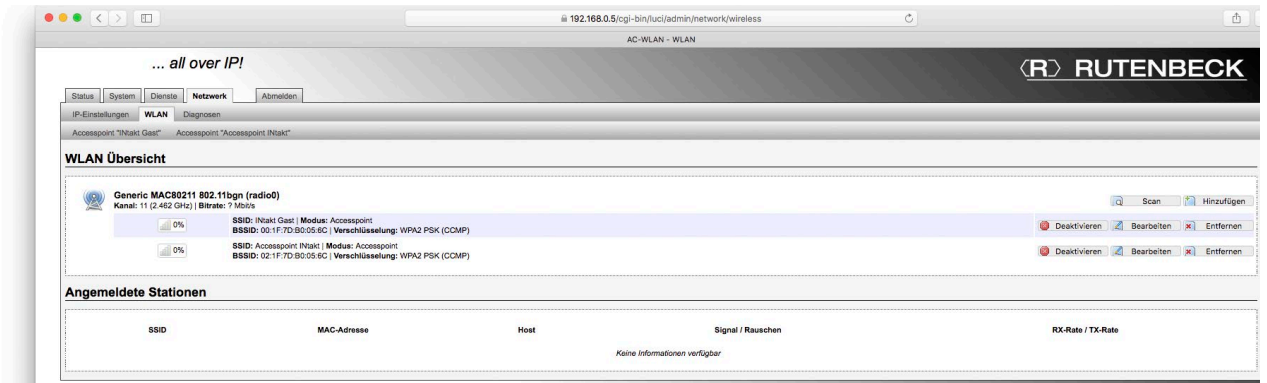 192.168.0.5/cgi-bin/luci/admin/network/wireless
AC-WLAN - WLAN
... all over IP!
⟨R⟩ RUTENBECK
Status System Dienste Netzwerk Abmelden
IP-Einstellungen WLAN Diagnosen
Accesspoint "INtakt Gast" Accesspoint "Accesspoint INtakt"
WLAN Übersicht
Generic MAC80211 802.11bgn (radio0)
Kanal: 11 (2.462 GHz) | Bitrate: ? Mbit/s
Scan Hinzufügen
0%
SSID: INtakt Gast | Modus: Accesspoint
BSSID: 00:1F:7D:B0:05:6C | Verschlüsselung: WPA2 PSK (CCMP)
Deaktivieren Bearbeiten Entfernen
0%
SSID: Accesspoint INtakt | Modus: Accesspoint
BSSID: 02:1F:7D:B0:05:6C | Verschlüsselung: WPA2 PSK (CCMP)
Deaktivieren Bearbeiten Entfernen
Angemeldete Stationen
SSID MAC-Adresse Host Signal / Rauschen RX-Rate / TX-Rate
Keine Informationen verfügbar